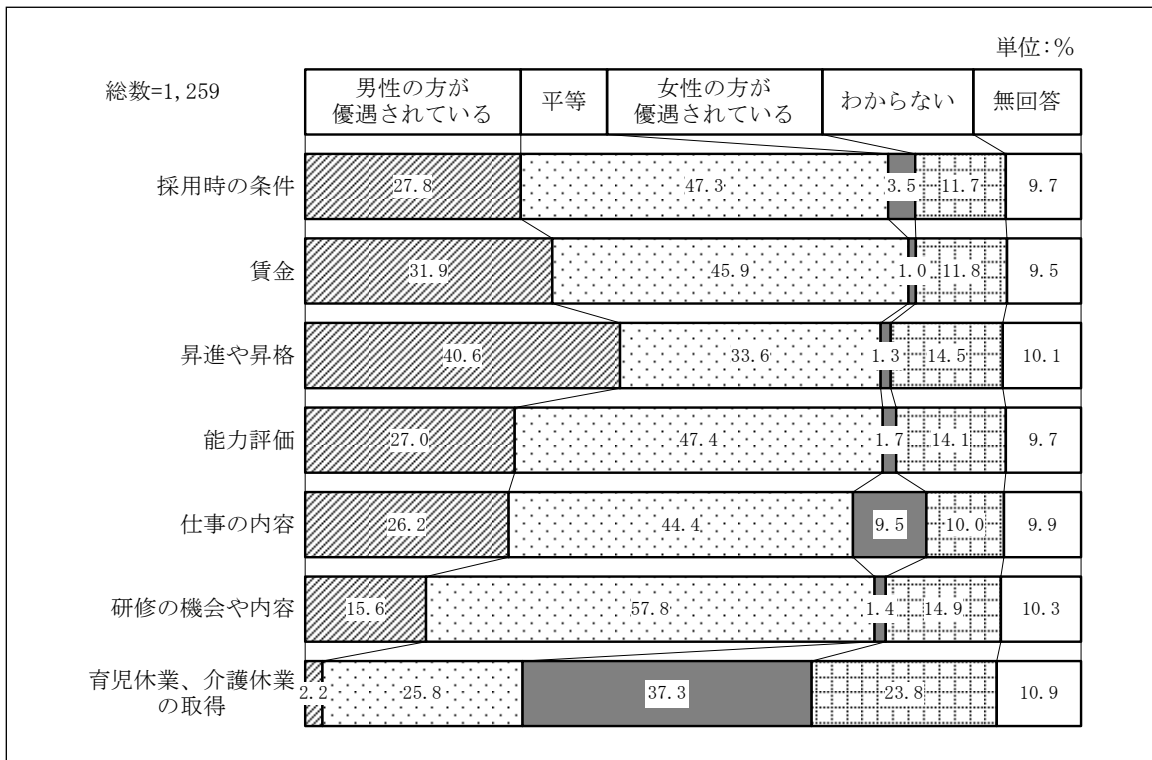 単位:%
総数=1,259
男性の方が
優遇されている
平等
女性の方が
優遇されている
わからない
無回答
採用時の条件
27.8 47.3 3.5 11.7 9.7
賃金
31.9 45.9 1.0 11.8 9.5
昇進や昇格
40.6 33.6 1.3 14.5 10.1
能力評価
27.0 47.4 1.7 14.1 9.7
仕事の内容
26.2 44.4 9.5 10.0 9.9
研修の機会や内容
15.6 57.8 1.4 14.9 10.3
育児休業、介護休業
の取得
2.2 25.8 37.3 23.8 10.9